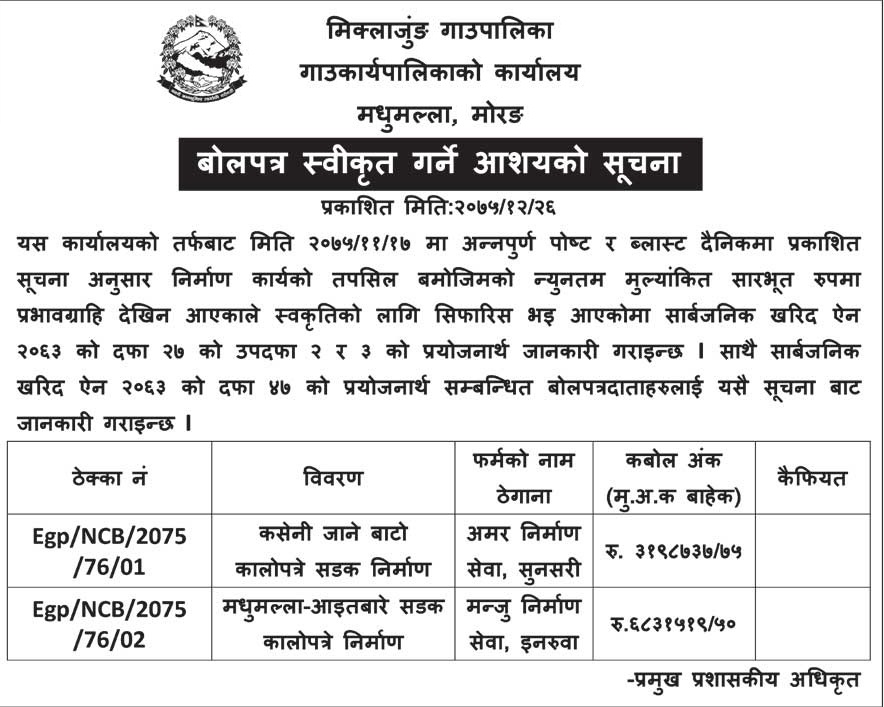 मिक्लाजुंङ गाउपालिका
गाउकार्यपालिकाको कार्यालय
मधुमल्ला, मोरङ
बोलपत्र स्वीकृत गर्ने आशयको सूचना
प्रकाशित मिति:२०७५/१२/२६
यस कार्यालयको तर्फबाट मिति २०७५/११/१७ मा अन्नपुर्ण पोष्ट र ब्लास्ट दैनिकमा प्रकाशित
सूचना अनुसार निर्माण कार्यको तपसिल बमोजिमको न्युनतम मुल्यांकित सारभूत रुपमा
प्रभावग्राहि देखिन आएकाले स्वकृतिको लागि सिफारिस भइ आएकोमा सार्बजनिक खरिद ऐन
२०६३ को दफा २७ को उपदफा २ र ३ को प्रयोजनार्थ जानकारी गराइन्छ । साथै सार्बजनिक
खरिद ऐन २०६३ को दफा ४७ को प्रयोजनार्थ सम्बन्धित बोलपत्रदाताहरुलाई यसै सूचना बाट
जानकारी गराइन्छ ।
ठेक्का नं विवरण फर्मको नाम ठेगाना कबोल अंक (मु.अ.क बाहेक) कैफियत
Egp/NCB/2075 कसेनी जाने बाटो अमर निर्माण रु. ३१९८७३७/७५
/76/01 कालोपत्रे सडक निर्माण सेवा, सुनसरी
Egp/NCB/2075 मधुमल्ला-आइतबारे सडक मन्जु निर्माण रु.६८३१५१९/५०
/76/02 कालोपत्रे निर्माण सेवा, इनरुवा
-प्रमुख प्रशासकीय अधिकृत